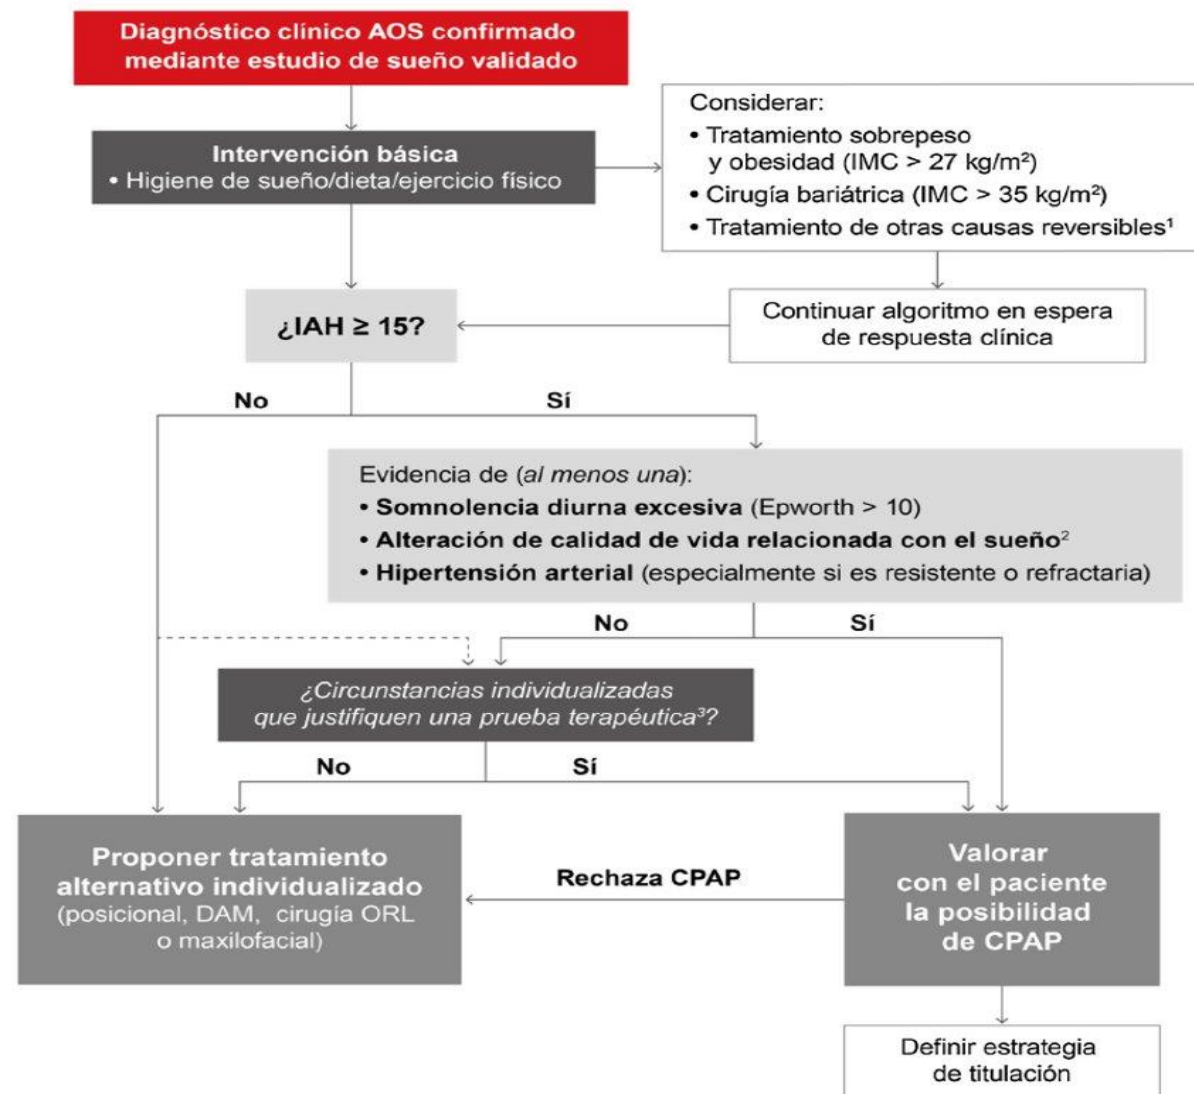 Diagnóstico clínico AOS confirmado
mediante estudio de sueño validado
Intervención básica
• Higiene de sueño/dieta/ejercicio físico
Considerar:
• Tratamiento sobrepeso
y obesidad (IMC > 27 kg/m²)
• Cirugía bariátrica (IMC > 35 kg/m²)
• Tratamiento de otras causas reversibles¹
Continuar algoritmo en espera
de respuesta clínica
¿IAH ≥ 15?
No
Sí
Evidencia de (al menos una):
• Somnolencia diurna excesiva (Epworth > 10)
• Alteración de calidad de vida relacionada con el sueño²
• Hipertensión arterial (especialmente si es resistente o refractaria)
No
Sí
¿Circunstancias individualizadas
que justifiquen una prueba terapéutica³?
No
Sí
Proponer tratamiento
alternativo individualizado
(posicional, DAM, cirugía ORL
o maxilofacial)
Rechaza CPAP
Valorar
con el paciente
la posibilidad
de CPAP
Definir estrategia
de titulación